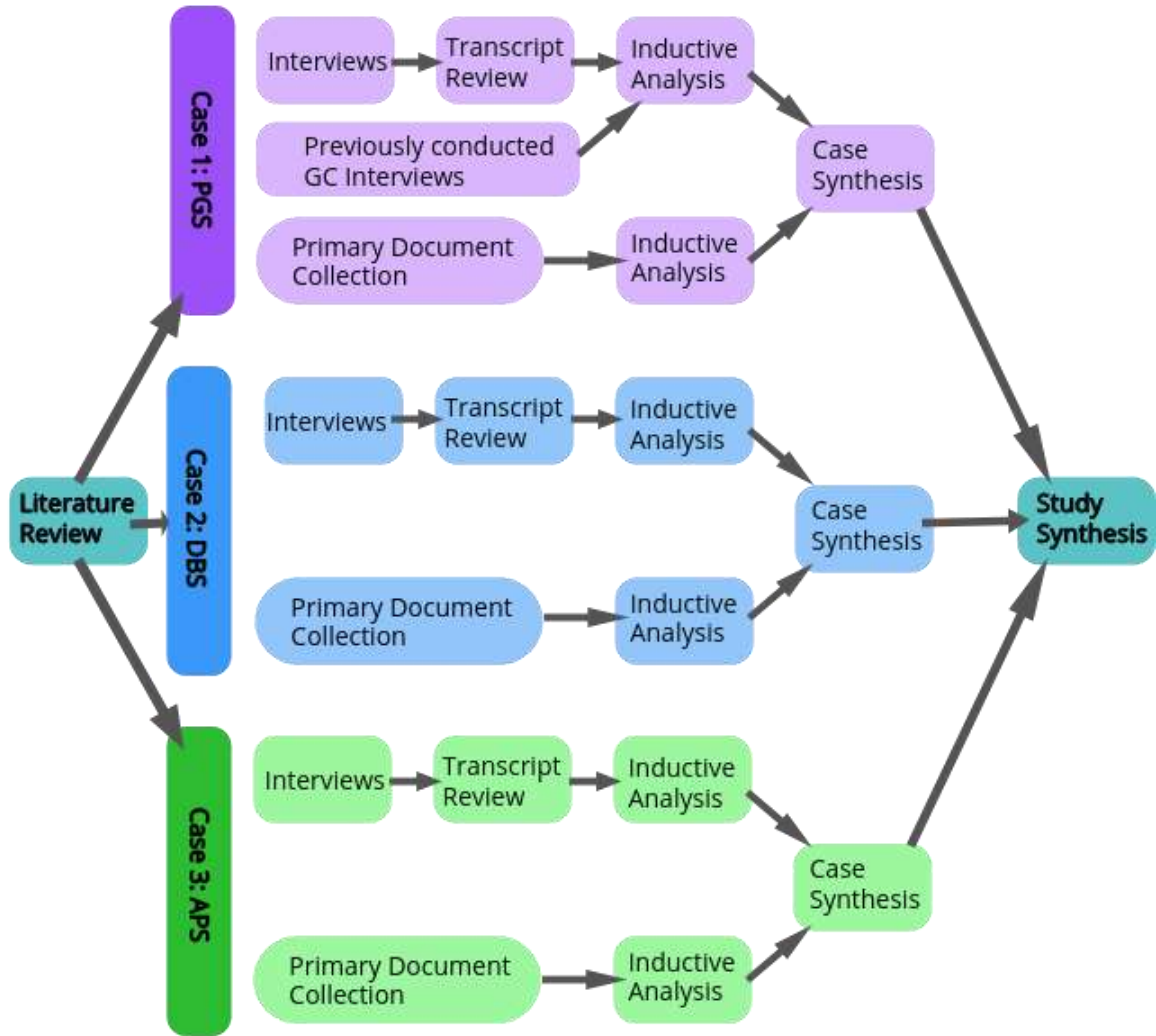 Literature
Review
Case 1: PGS
Interviews
Transcript
Review
Inductive
Analysis
Previously conducted
GC Interviews
Primary Document
Collection
Inductive
Analysis
Case
Synthesis
Case 2: DBS
Interviews
Transcript
Review
Inductive
Analysis
Primary Document
Collection
Inductive
Analysis
Case
Synthesis
Case 3: APS
Interviews
Transcript
Review
Inductive
Analysis
Primary Document
Collection
Inductive
Analysis
Case
Synthesis
Study
Synthesis